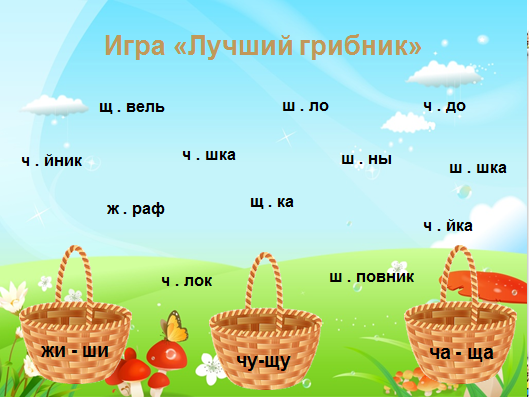 Игра «Лучший грибник»
щ . вель
ш . ло
ч . до
ч . йник
ч . шка
ш . ны
ш . шка
ж . раф
щ . ка
ч . йка
ч . лок
ш . повник
жи - ши
чу-щу
ча - ща